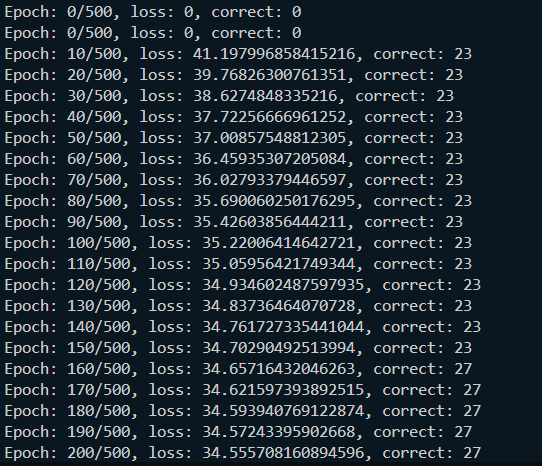 Epoch: 0/500, loss: 0, correct: 0
Epoch: 0/500, loss: 0, correct: 0
Epoch: 10/500, loss: 41.197996858415216, correct: 23
Epoch: 20/500, loss: 39.76826300761351, correct: 23
Epoch: 30/500, loss: 38.6274848335216, correct: 23
Epoch: 40/500, loss: 37.72256666961252, correct: 23
Epoch: 50/500, loss: 37.00857548812305, correct: 23
Epoch: 60/500, loss: 36.45935307205084, correct: 23
Epoch: 70/500, loss: 36.02793379446597, correct: 23
Epoch: 80/500, loss: 35.690060250176295, correct: 23
Epoch: 90/500, loss: 35.42603856444211, correct: 23
Epoch: 100/500, loss: 35.22006414642721, correct: 23
Epoch: 110/500, loss: 35.05956421749344, correct: 23
Epoch: 120/500, loss: 34.934602487597935, correct: 23
Epoch: 130/500, loss: 34.83736464070728, correct: 23
Epoch: 140/500, loss: 34.761727335441044, correct: 23
Epoch: 150/500, loss: 34.70290492513994, correct: 23
Epoch: 160/500, loss: 34.65716432046263, correct: 27
Epoch: 170/500, loss: 34.621597393892515, correct: 27
Epoch: 180/500, loss: 34.593940769122874, correct: 27
Epoch: 190/500, loss: 34.57243395902668, correct: 27
Epoch: 200/500, loss: 34.555708160894596, correct: 27